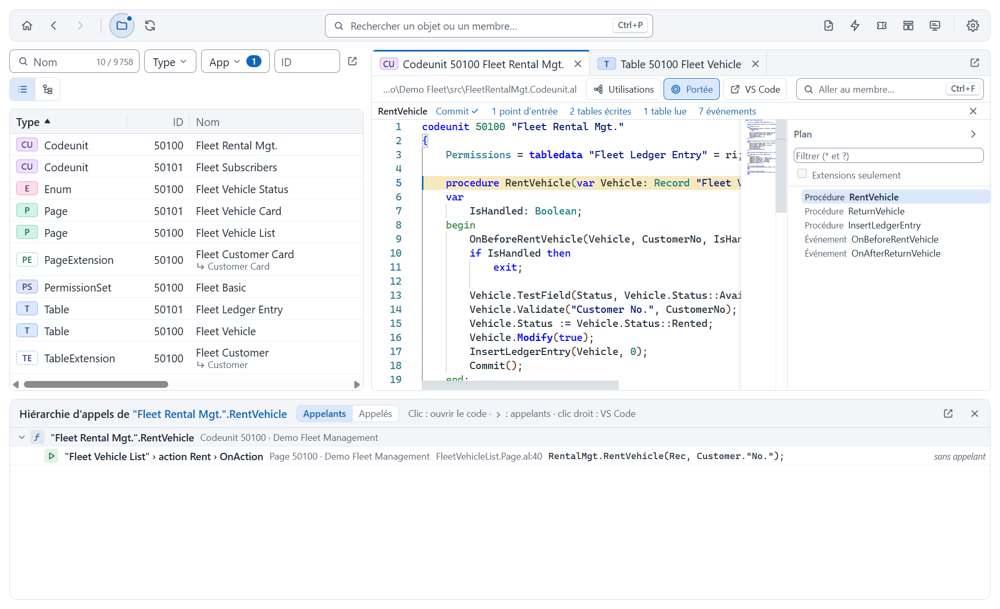 Rechercher un objet ou un membre... Ctrl+P
Nom 10 / 9 758 Type App 1 ID
Type ID Nom
CU Codeunit 50100 Fleet Rental Mgt.
CU Codeunit 50101 Fleet Subscribers
E Enum 50100 Fleet Vehicle Status
P Page 50101 Fleet Vehicle Card
P Page 50100 Fleet Vehicle List
PE PageExtension 50100 Fleet Customer Card
↳ Customer Card
PS PermissionSet 50100 Fleet Basic
T Table 50101 Fleet Ledger Entry
T Table 50100 Fleet Vehicle
TE TableExtension 50100 Fleet Customer
↳ Customer
CU Codeunit 50100 Fleet Rental Mgt. T Table 50100 Fleet Vehicle
...o\Demo Fleet\src\FleetRentalMgt.Codeunit.al Utilisations Portée VS Code Aller au membre... Ctrl+F
RentVehicle Commit ✓ 1 point d’entrée 2 tables écrites 1 table lue 7 événements
1 codeunit 50100 "Fleet Rental Mgt."
2 {
3 Permissions = tabledata "Fleet Ledger Entry" = ri;
4
5 procedure RentVehicle(var Vehicle: Record "Fleet V
6 var
7 IsHandled: Boolean;
8 begin
9 OnBeforeRentVehicle(Vehicle, CustomerNo, IsHan
10 if IsHandled then
11 exit;
12
13 Vehicle.TestField(Status, Vehicle.Status::Avai
14 Vehicle.Validate("Customer No.", CustomerNo);
15 Vehicle.Status := Vehicle.Status::Rented;
16 Vehicle.Modify(true);
17 InsertLedgerEntry(Vehicle, 0);
18 Commit();
19 end;
Plan
Filtrer (* et ?)
Extensions seulement
Procédure RentVehicle
Procédure ReturnVehicle
Procédure InsertLedgerEntry
Événement OnBeforeRentVehicle
Événement OnAfterReturnVehicle
Hiérarchie d’appels de "Fleet Rental Mgt.".RentVehicle Appelants Appelés Clic : ouvrir le code · › : appelants · clic droit : VS Code
f "Fleet Rental Mgt.".RentVehicle Codeunit 50100 · Demo Fleet Management
"Fleet Vehicle List" › action Rent › OnAction Page 50100 · Demo Fleet Management FleetVehicleList.Page.al:40 RentalMgt.RentVehicle(Rec, Customer."No."); sans appelant